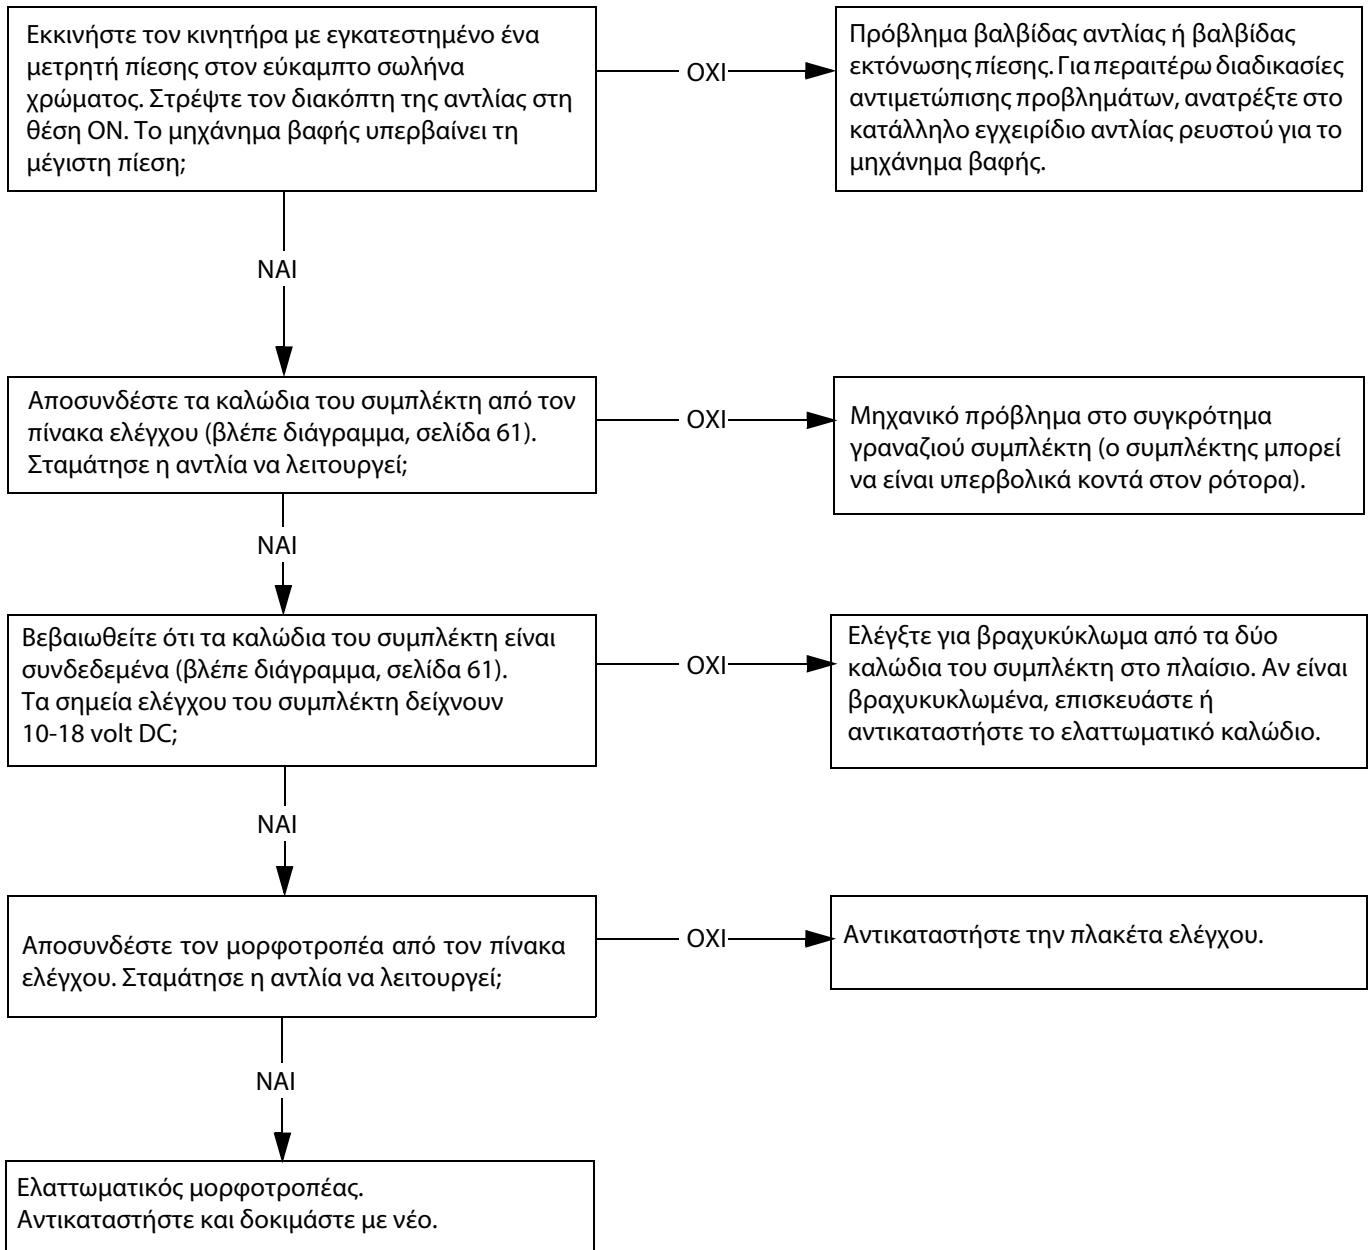 Εκκινήστε τον κινητήρα με εγκατεστημένο ένα
μετρητή πίεσης στον εύκαμπτο σωλήνα
χρώματος. Στρέψτε τον διακόπτη της αντλίας στη
θέση ON. Το μηχάνημα βαφής υπερβαίνει τη
μέγιστη πίεση;
ΟΧΙ
Πρόβλημα βαλβίδας αντλίας ή βαλβίδας
εκτόνωσης πίεσης. Για περαιτέρω διαδικασίες
αντιμετώπισης προβλημάτων, ανατρέξτε στο
κατάλληλο εγχειρίδιο αντλίας ρευστού για το
μηχάνημα βαφής.
ΝΑΙ
Αποσυνδέστε τα καλώδια του συμπλέκτη από τον
πίνακα ελέγχου (βλέπε διάγραμμα, σελίδα 61).
Σταμάτησε η αντλία να λειτουργεί;
ΟΧΙ
Μηχανικό πρόβλημα στο συγκρότημα
γραναζιού συμπλέκτη (ο συμπλέκτης μπορεί
να είναι υπερβολικά κοντά στον ρότορα).
ΝΑΙ
Βεβαιωθείτε ότι τα καλώδια του συμπλέκτη είναι
συνδεδεμένα (βλέπε διάγραμμα, σελίδα 61).
Τα σημεία ελέγχου του συμπλέκτη δείχνουν
10-18 volt DC;
ΟΧΙ
Ελέγξτε για βραχυκύκλωμα από τα δύο
καλώδια του συμπλέκτη στο πλαίσιο. Αν είναι
βραχυκυκλωμένα, επισκευάστε ή
αντικαταστήστε το ελαττωματικό καλώδιο.
ΝΑΙ
Αποσυνδέστε τον μορφοτροπέα από τον πίνακα
ελέγχου. Σταμάτησε η αντλία να λειτουργεί;
ΟΧΙ
Αντικαταστήστε την πλακέτα ελέγχου.
ΝΑΙ
Ελαττωματικός μορφοτροπέας.
Αντικαταστήστε και δοκιμάστε με νέο.